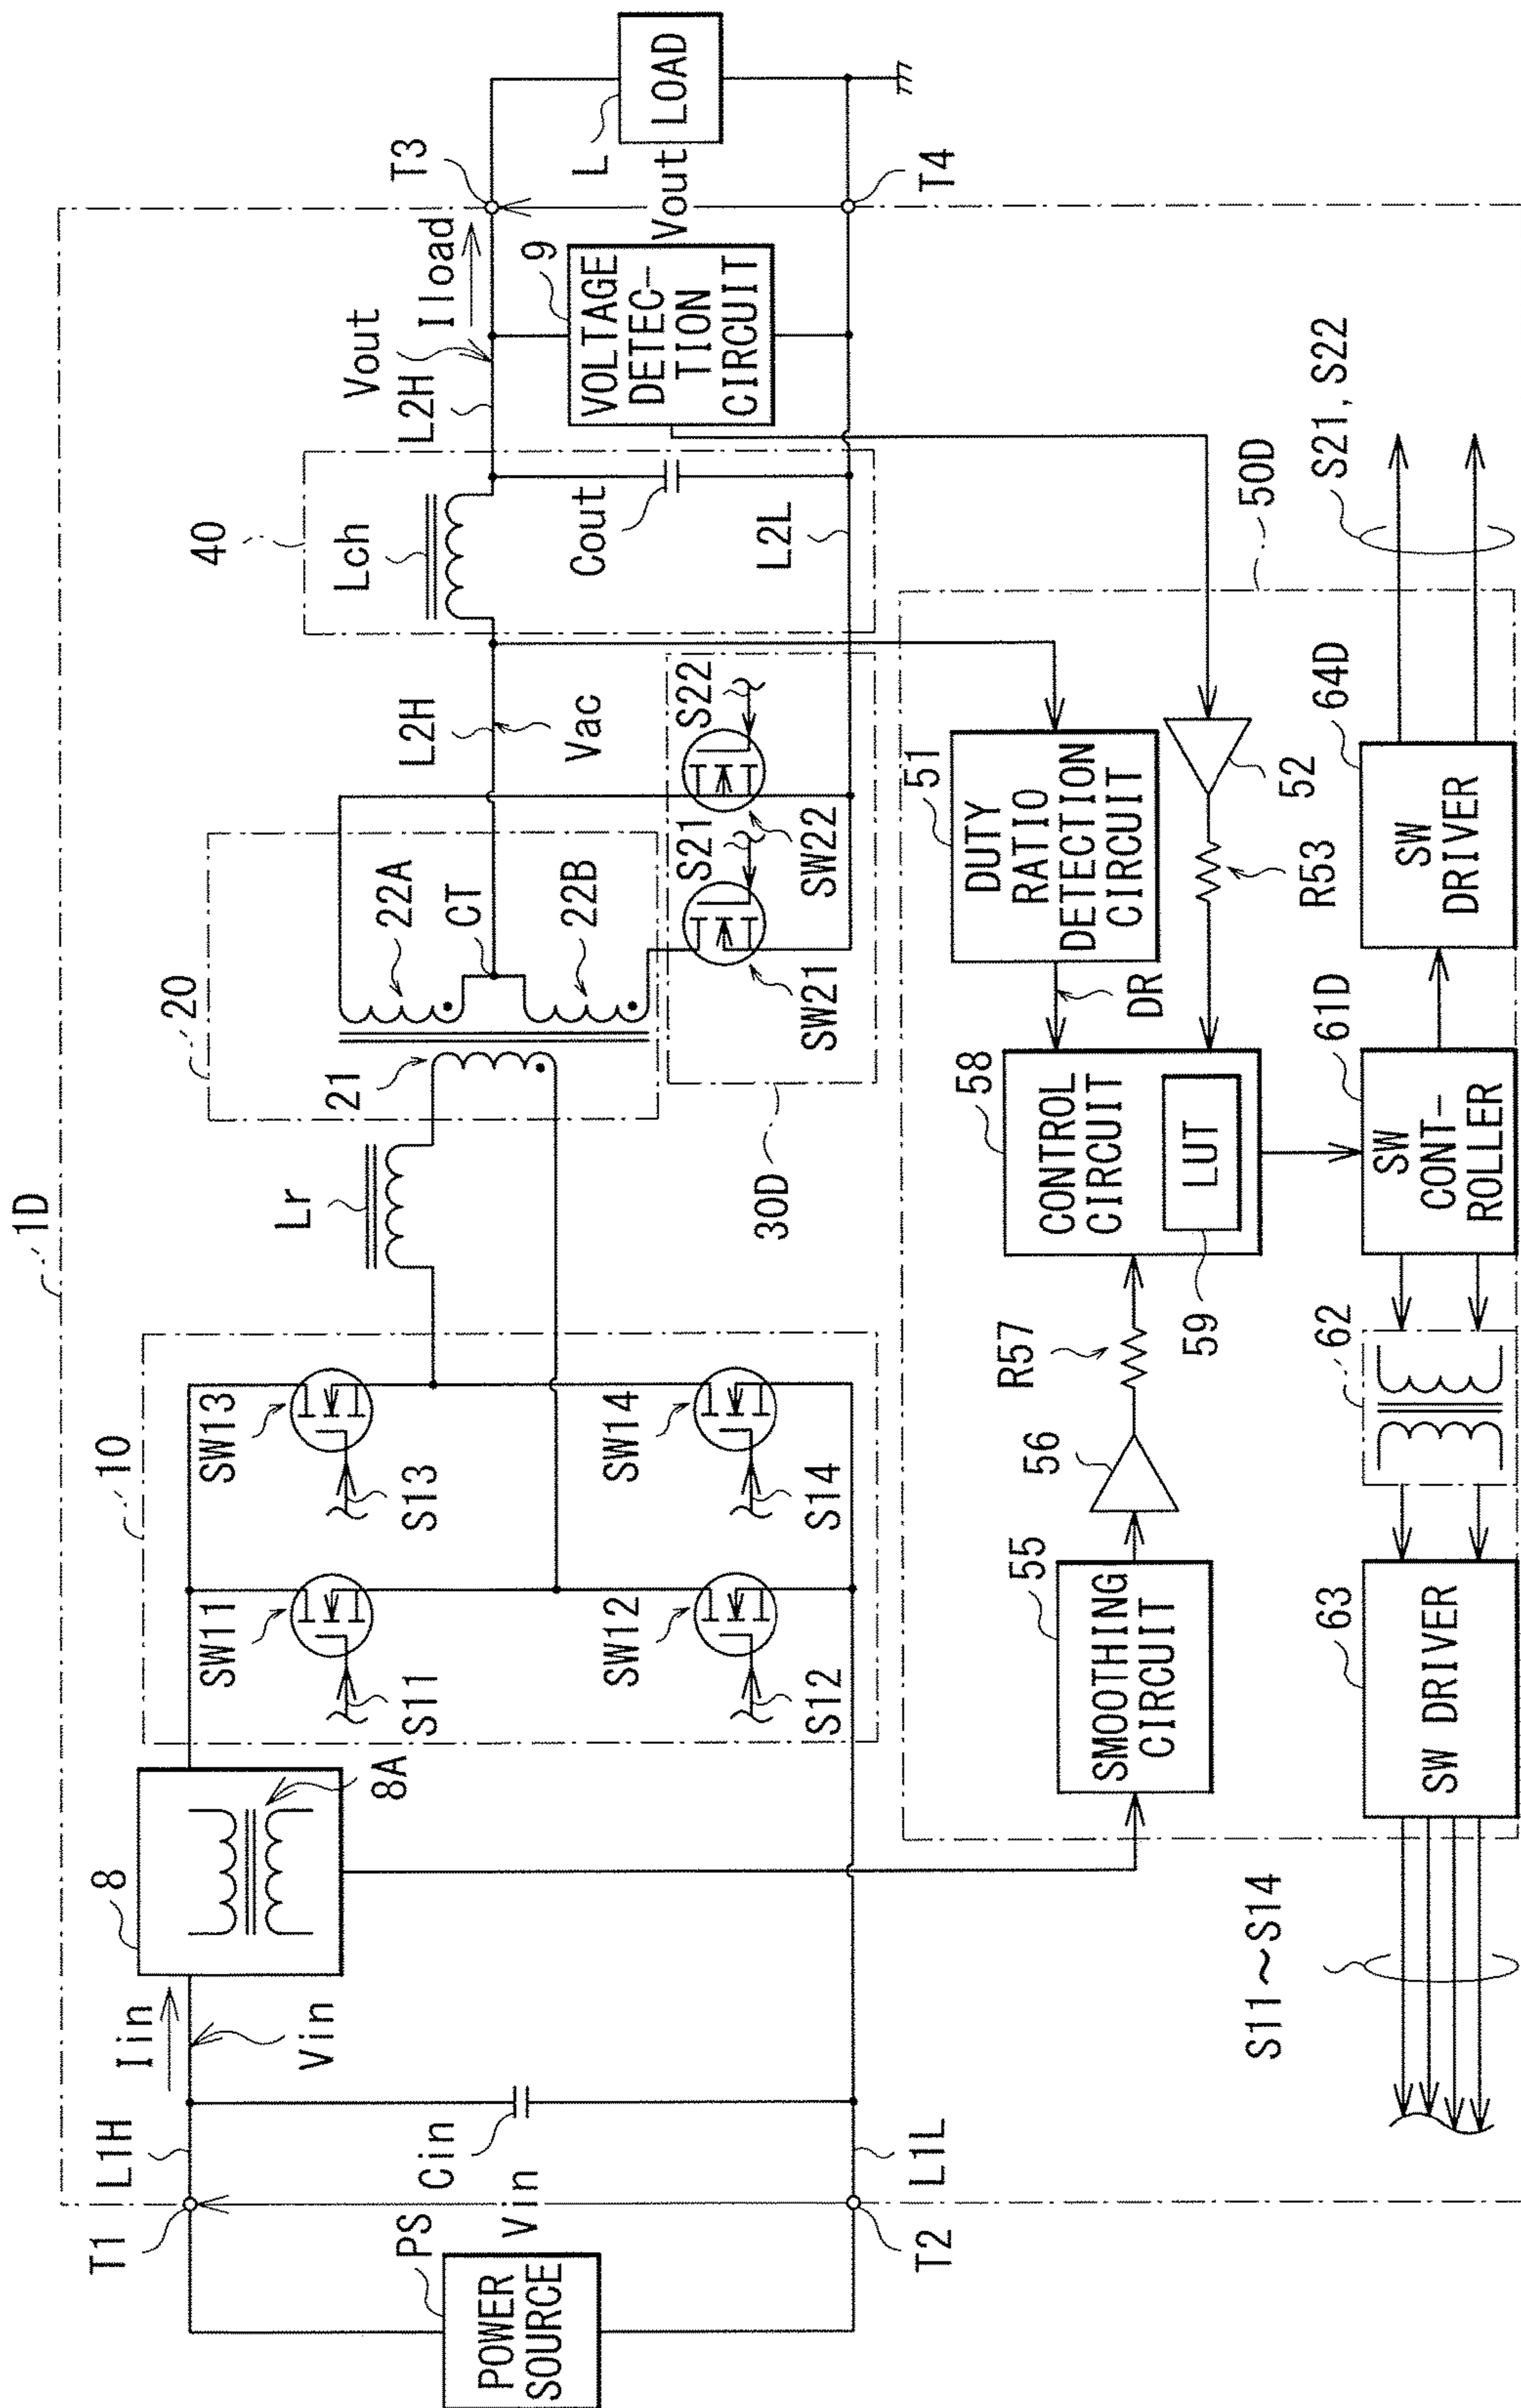 1D
T1
L1H
Iin
Vin
8
8A
PS
POWER
SOURCE
Vin
Cin
T2
L1L
10
SW11
S11
SW12
S12
SW13
S13
SW14
S14
Lr
20
21
22A
CT
22B
L2H
Vac
S21
S22
SW21
SW22
30D
40
Lch
Cout
L2L
Vout
L2H
Iload
9
VOLTAGE
DETEC-
TION
CIRCUIT
T3
Vout
T4
L
LOAD
50D
55
SMOOTHING
CIRCUIT
56
R57
58
CONTROL
CIRCUIT
LUT
59
DR
51
DUTY
RATIO
DETECTION
CIRCUIT
52
R53
S11~S14
63
SW DRIVER
62
61D
SW
CONT-
ROLLER
64D
SW
DRIVER
S21, S22